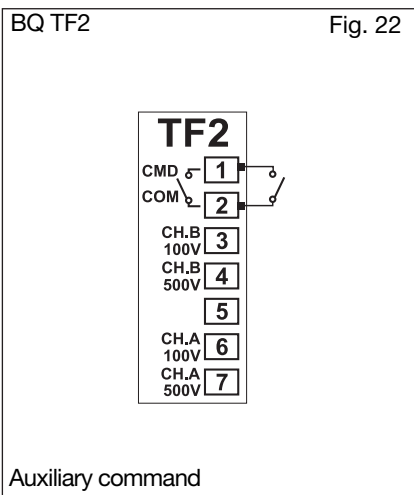 BQ TF2 Fig. 22
TF2
CMD 1
COM 2
CH.B
100V 3
CH.B
500V 4
5
CH.A
100V 6
CH.A
500V 7
Auxiliary command